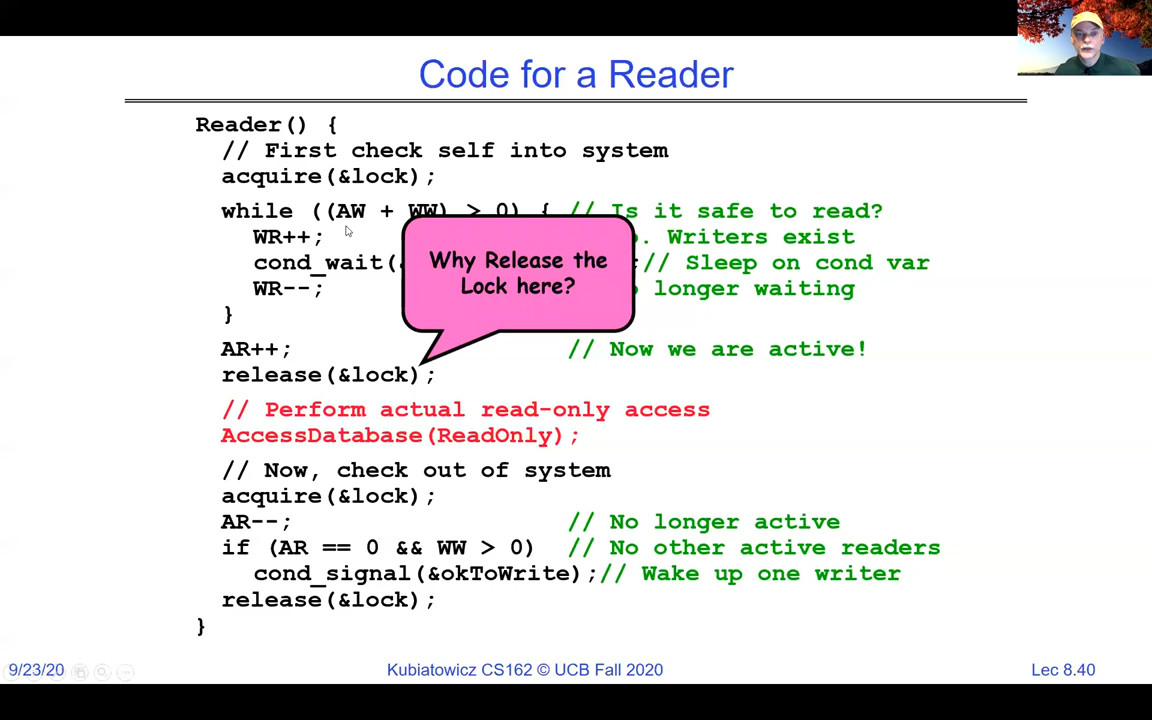 Code for a Reader
Reader() {
// First check self into system
acquire(&lock);
while ((AW + WW) > 0) { // Is it safe to read?
WR++; . Writers exist
cond_wait( ;// Sleep on cond var
WR--; longer waiting
}
Why Release the
Lock here?
AR++; // Now we are active!
release(&lock);
// Perform actual read-only access
AccessDatabase(ReadOnly);
// Now, check out of system
acquire(&lock);
AR--; // No longer active
if (AR == 0 && WW > 0) // No other active readers
cond_signal(&okToWrite);// Wake up one writer
release(&lock);
}
9/23/20 Kubiatowicz CS162 © UCB Fall 2020 Lec 8.40